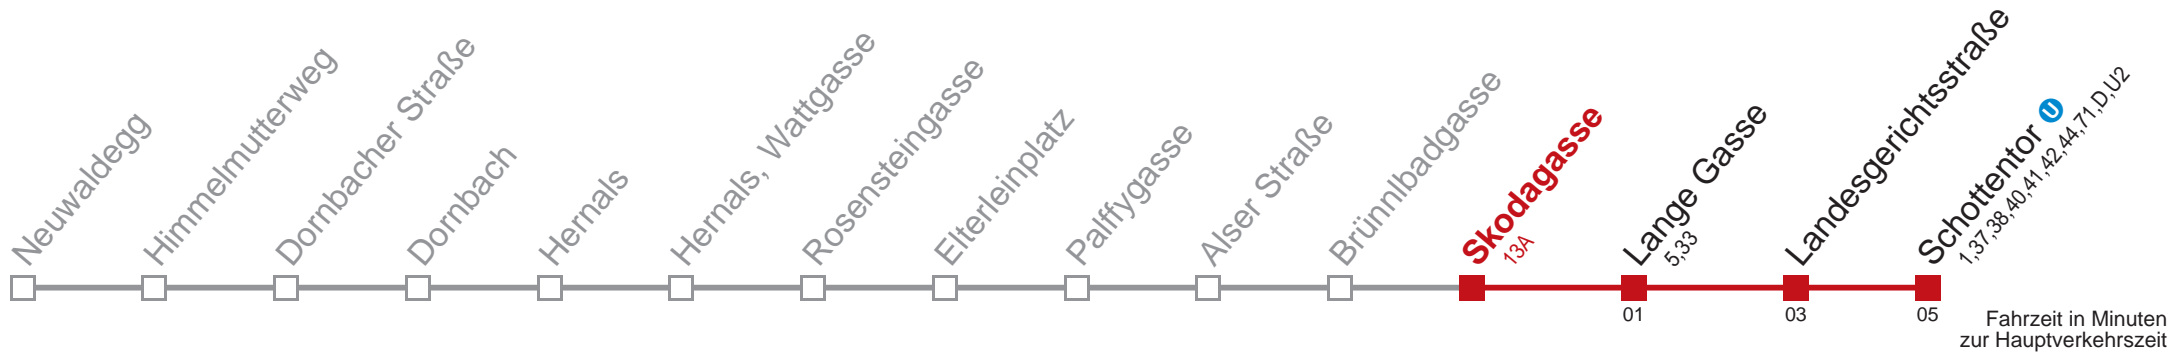 Neuwaldegg
Himmelmutterweg
Dornbacher Straße
Dornbach
Hernals
Hernals, Wattgasse
Rosensteingasse
Elterleinplatz
Palffygasse
Alser Straße
Brünnlbadgasse
Skodagasse
13A
Lange Gasse
5,33
Landesgerichtsstraße
Schottentor U
1,37,38,40,41,42,44,71,D,U2
01
03
05
Fahrzeit in Minuten
zur Hauptverkehrszeit